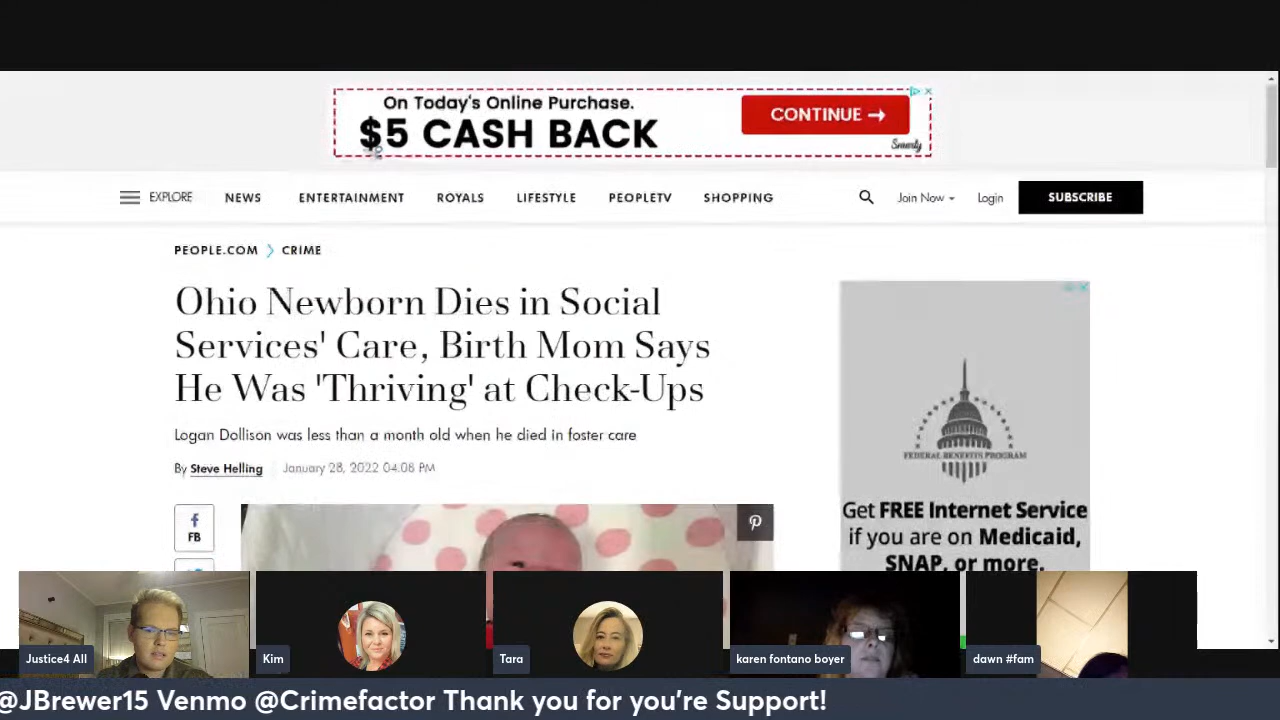 On Today's Online Purchase.
$5 CASH BACK
CONTINUE →
Smarty
EXPLORE
NEWS
ENTERTAINMENT
ROYALS
LIFESTYLE
PEOPLETV
SHOPPING
Join Now
Login
SUBSCRIBE
PEOPLE.COM > CRIME
Ohio Newborn Dies in Social
Services' Care, Birth Mom Says
He Was 'Thriving' at Check-Ups
Logan Dollison was less than a month old when he died in foster care
By Steve Helling January 28, 2022 04:08 PM
FB
FEDERAL BENEFITS PROGRAM
Get FREE Internet Service
if you are on Medicaid,
SNAP, or more.
Justice4 All
Kim
Tara
karen fontano boyer
dawn #fam
@JBrewer15 Venmo @Crimefactor Thank you for you're Support!